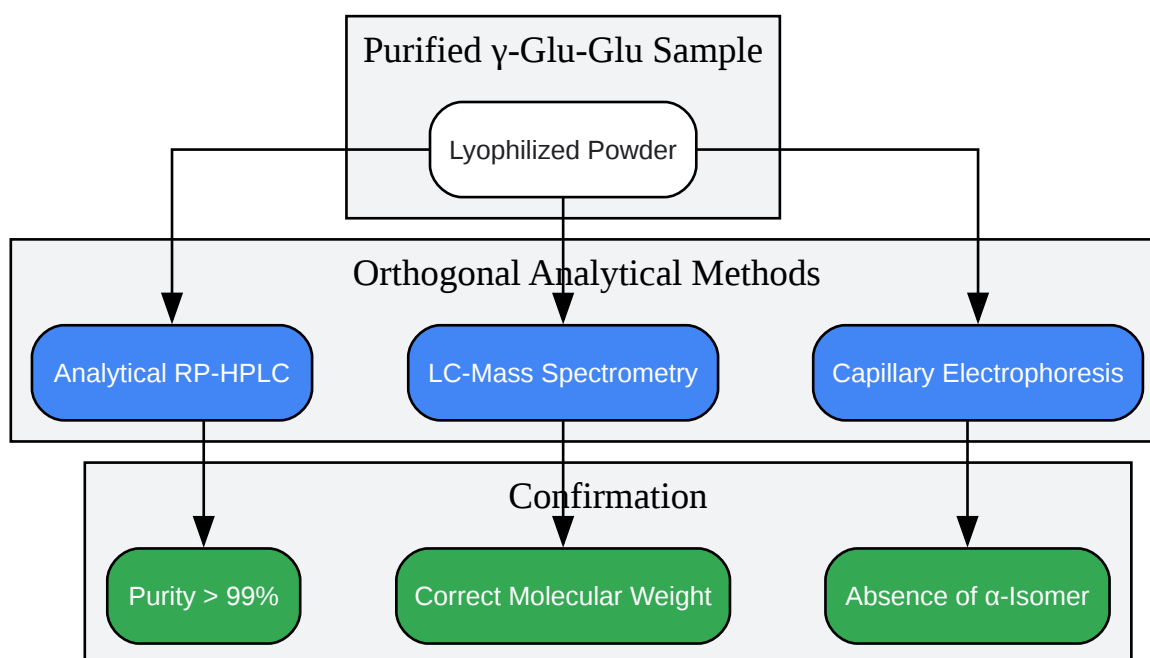 Purified γ-Glu-Glu Sample
Lyophilized Powder
Orthogonal Analytical Methods
Analytical RP-HPLC
LC-Mass Spectrometry
Capillary Electrophoresis
Confirmation
Purity > 99%
Correct Molecular Weight
Absence of α-Isomer